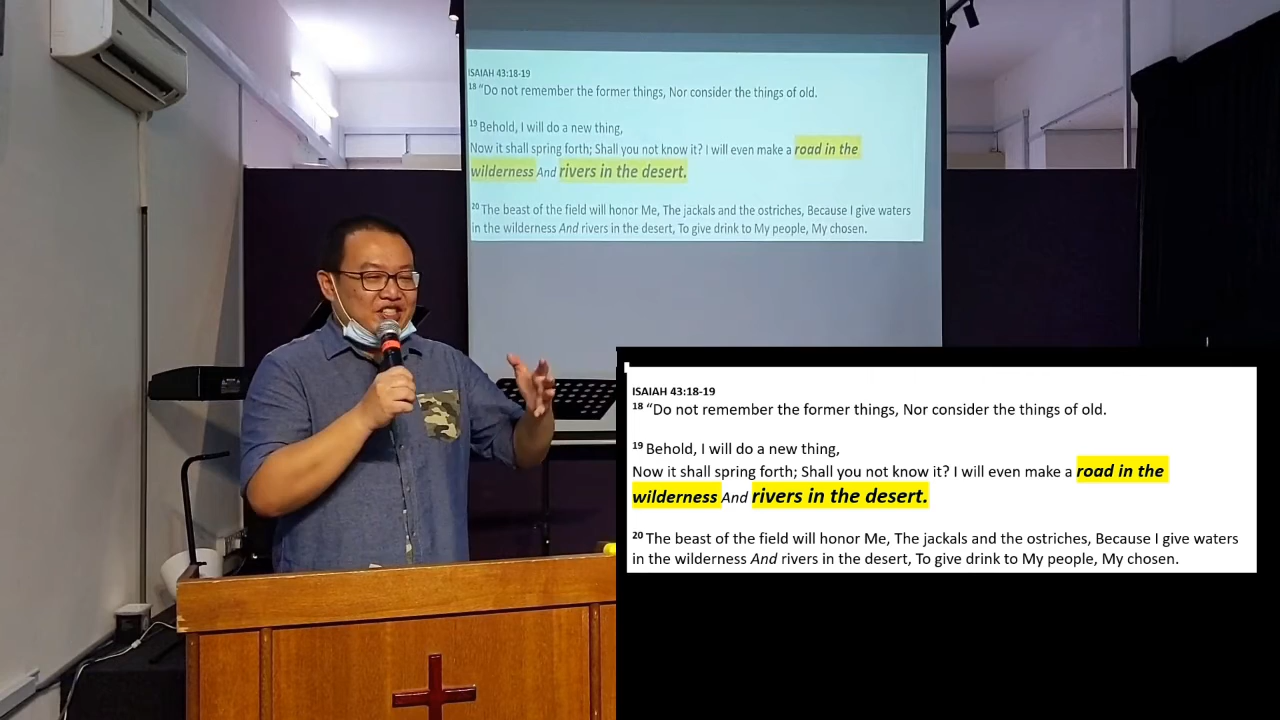 ISAIAH 43:18-19
18 "Do not remember the former things, Nor consider the things of old.
19 Behold, I will do a new thing,
Now it shall spring forth; Shall you not know it? I will even make a road in the
wilderness And rivers in the desert.
20 The beast of the field will honor Me, The jackals and the ostriches, Because I give waters
in the wilderness And rivers in the desert, To give drink to My people, My chosen.
ISAIAH 43:18-19
18 “Do not remember the former things, Nor consider the things of old.
19 Behold, I will do a new thing,
Now it shall spring forth; Shall you not know it? I will even make a road in the
wilderness And rivers in the desert.
20 The beast of the field will honor Me, The jackals and the ostriches, Because I give waters
in the wilderness And rivers in the desert, To give drink to My people, My chosen.